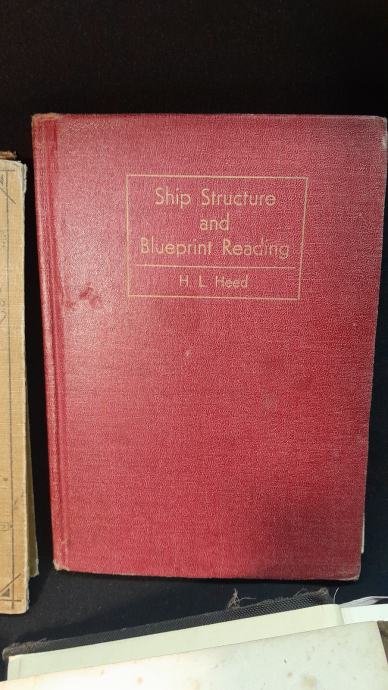 Ship Structure
and
Blueprint Reading
H. L. Heed